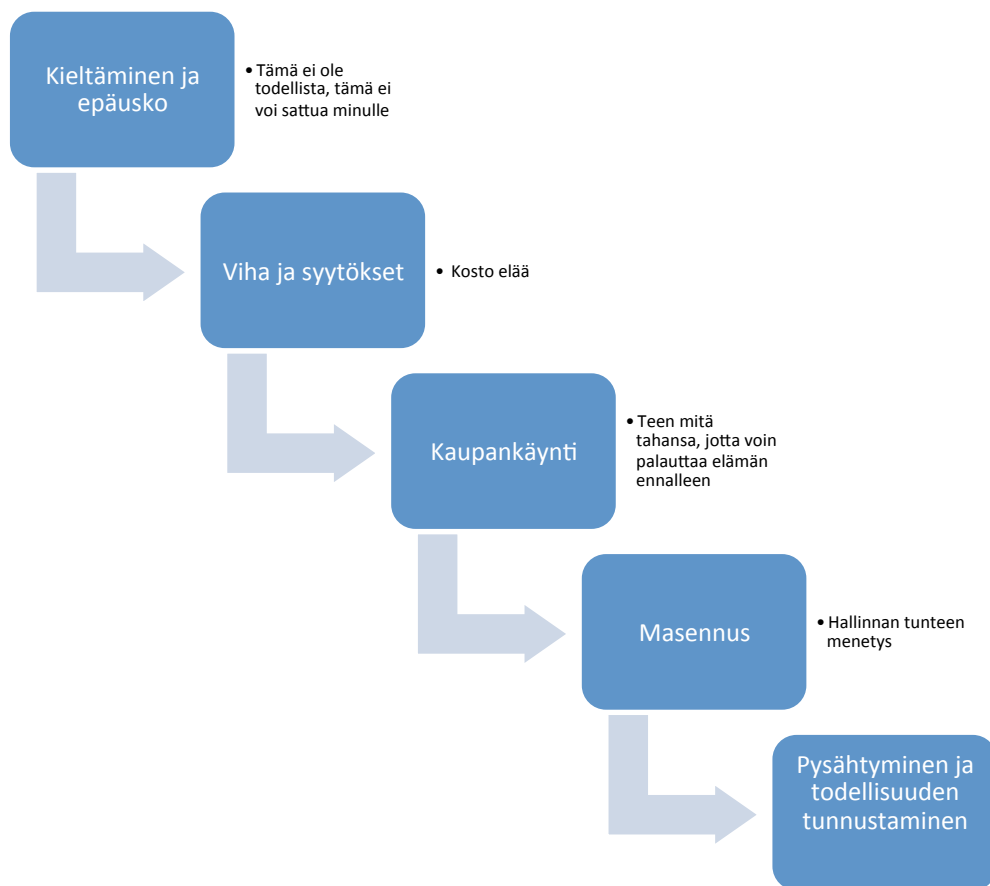 Kieltäminen ja
epäusko
• Tämä ei ole
todellista, tämä ei
voi sattua minulle
Viha ja syytökset
• Kosto elää
Kaupankäynti
• Teen mitä
tahansa, jotta voin
palauttaa elämän
ennalleen
Masennus
• Hallinnan tunteen
menetys
Pysähtyminen ja
todellisuuden
tunnustaminen